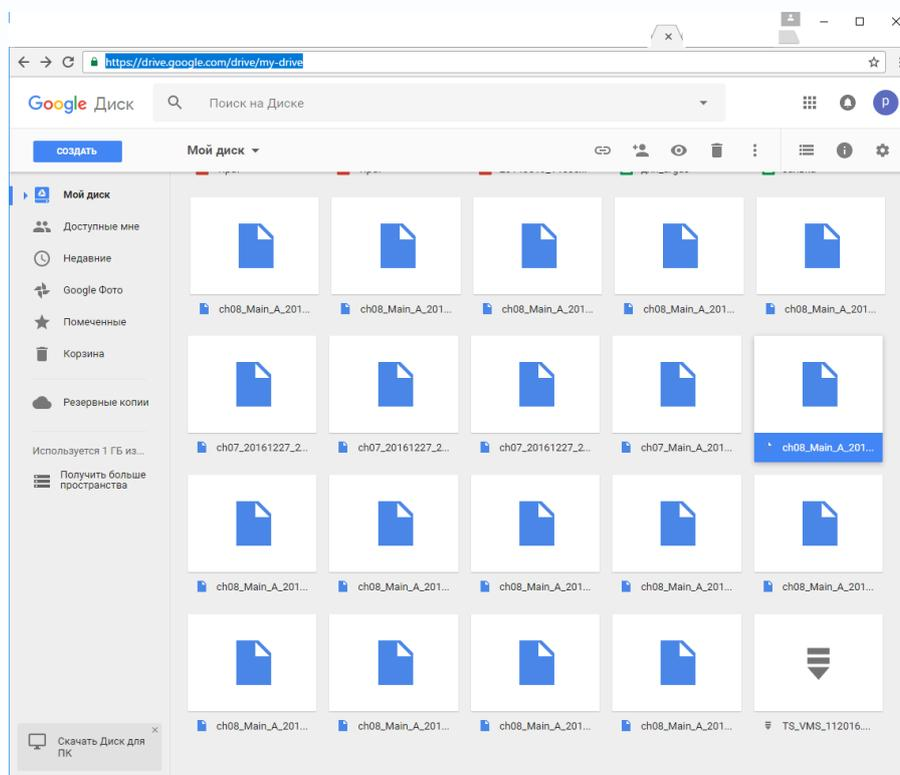 https://drive.google.com/drive/my-drive
Google Диск
Поиск на Диске
p
СОЗДАТЬ
Мой диск
Мой диск
Доступные мне
Недавние
Google Фото
Помеченные
Корзина
Резервные копии
Используется 1 ГБ из...
Получить больше
пространства
ch08_Main_A_201...
ch08_Main_A_201...
ch08_Main_A_201...
ch08_Main_A_201...
ch08_Main_A_201...
ch07_20161227_2...
ch07_20161227_2...
ch07_20161227_2...
ch07_Main_A_201...
ch08_Main_A_201...
ch08_Main_A_201...
ch08_Main_A_201...
ch08_Main_A_201...
ch08_Main_A_201...
ch08_Main_A_201...
ch08_Main_A_201...
ch08_Main_A_201...
ch08_Main_A_201...
ch08_Main_A_201...
TS_VMS_112016....
Скачать Диск для
ПК